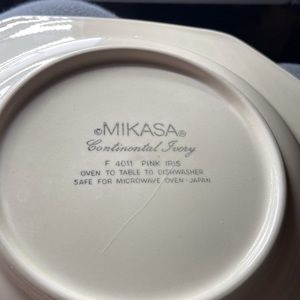 ©MIKASA®
Continental Ivory
F 4011 PINK IRIS
OVEN TO TABLE TO DISHWASHER
SAFE FOR MICROWAVE OVEN-JAPAN